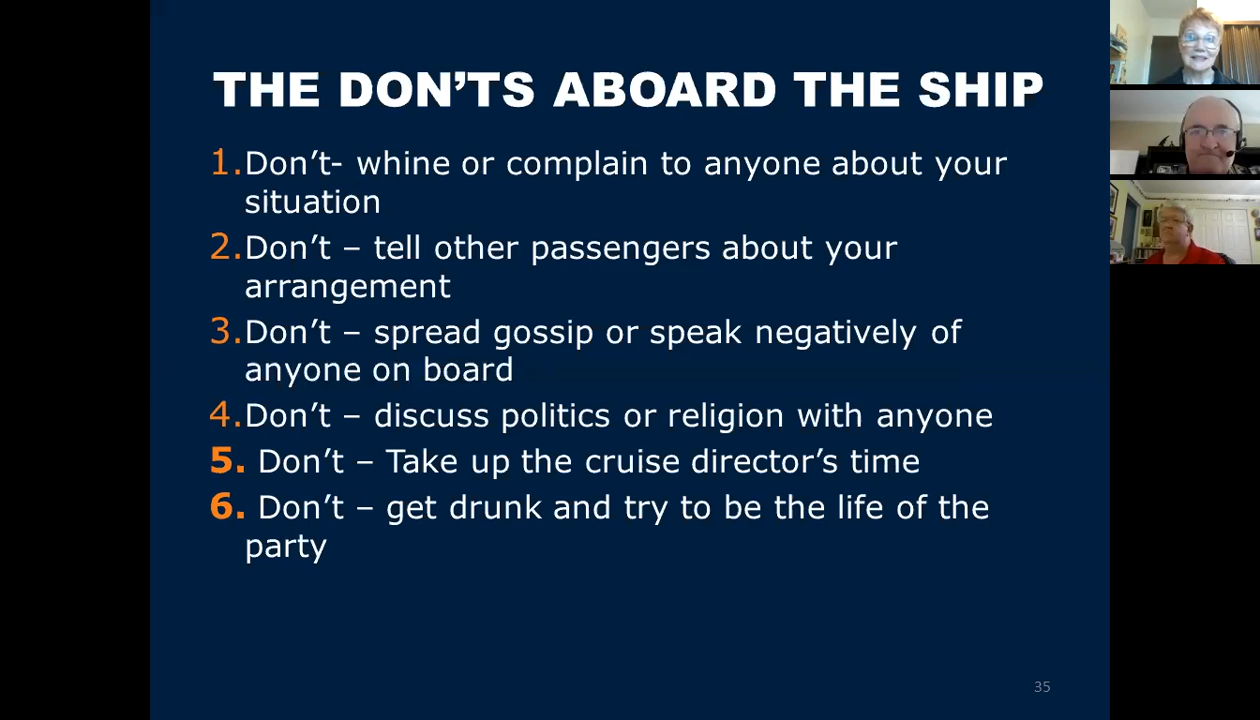 THE DON’TS ABOARD THE SHIP
1.Don’t- whine or complain to anyone about your
situation
2.Don’t – tell other passengers about your
arrangement
3.Don’t – spread gossip or speak negatively of
anyone on board
4.Don’t – discuss politics or religion with anyone
5. Don’t – Take up the cruise director’s time
6. Don’t – get drunk and try to be the life of the
party
35